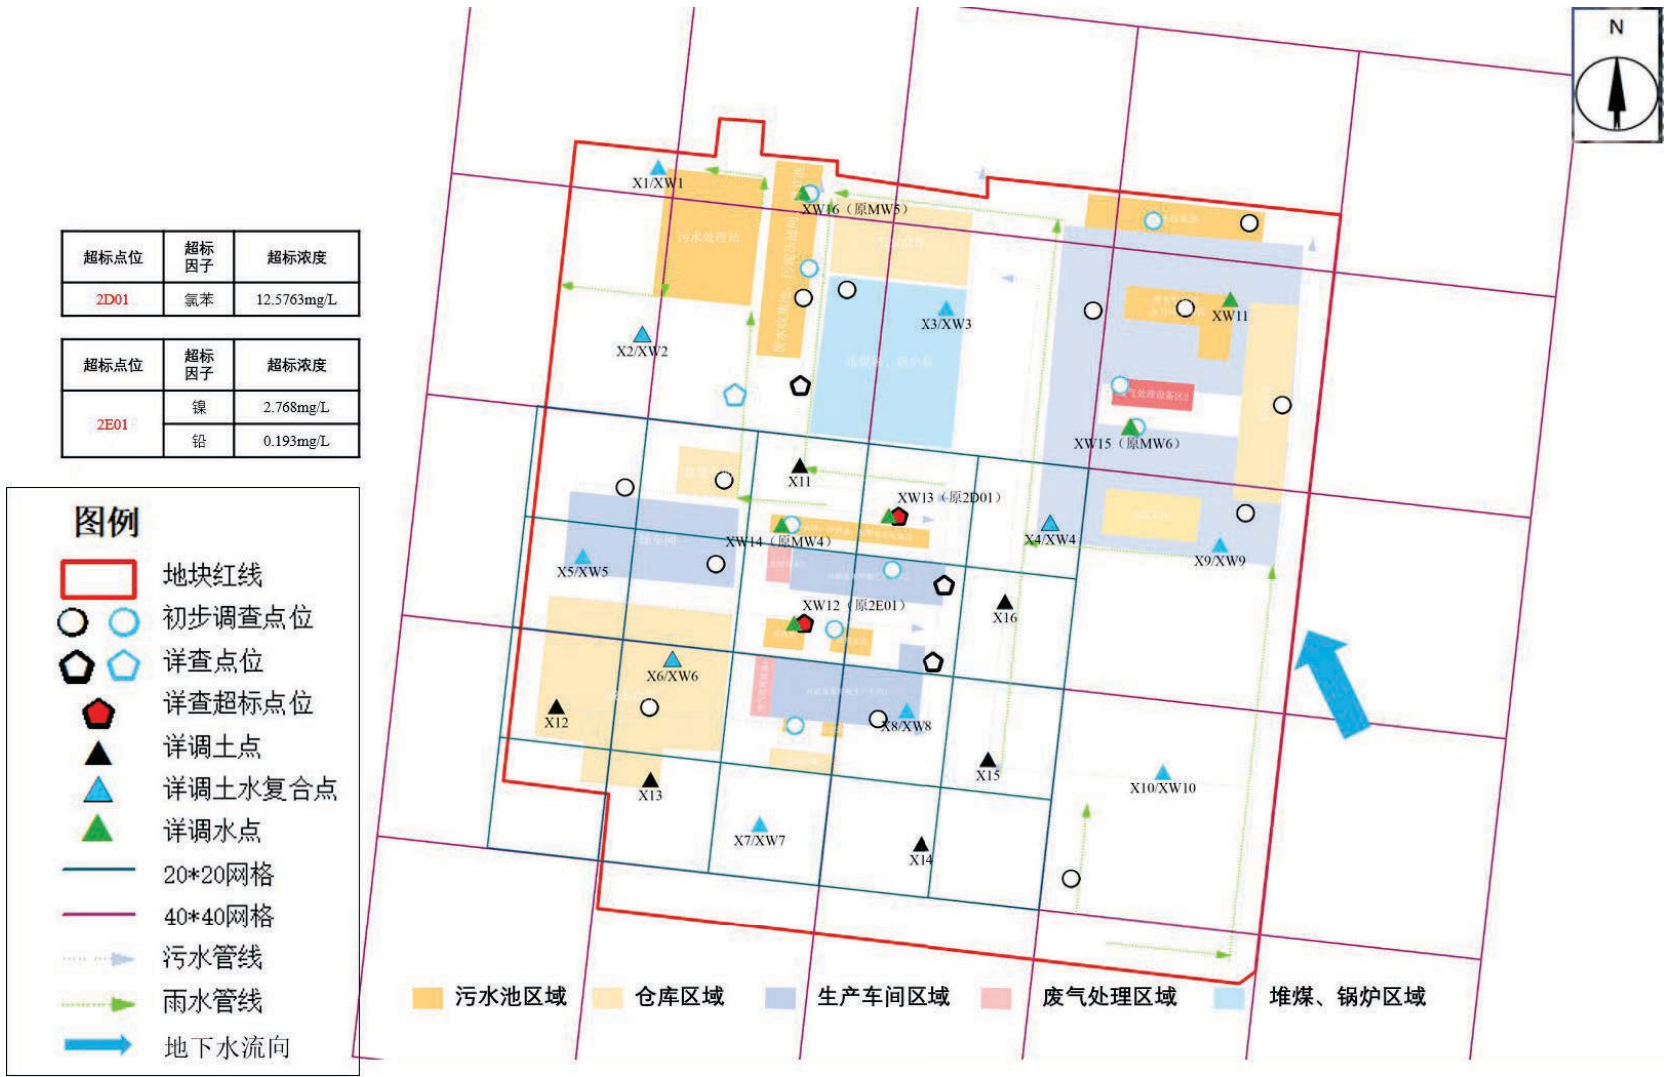 N
超标点位
超标
因子
超标浓度
2D01
氯苯
12.5763mg/L
超标点位
超标
因子
超标浓度
2E01
镍
2.768mg/L
铅
0.193mg/L
图例
地块红线
初步调查点位
详查点位
详查超标点位
详调土点
详调土水复合点
详调水点
20*20网格
40*40网格
污水管线
雨水管线
地下水流向
X1/XW1
XW16（原MW5）
污水处理站
X2/XW2
X3/XW3
XW11
XW15（原MW6）
X11
XW13（原2D01）
XW14（原MW4）
X4/XW4
X9/XW9
X5/XW5
XW12（原2E01）
X16
X6/XW6
X12
X8/XW8
X15
X13
X10/XW10
X7/XW7
X14
污水池区域
仓库区域
生产车间区域
废气处理区域
堆煤、锅炉区域